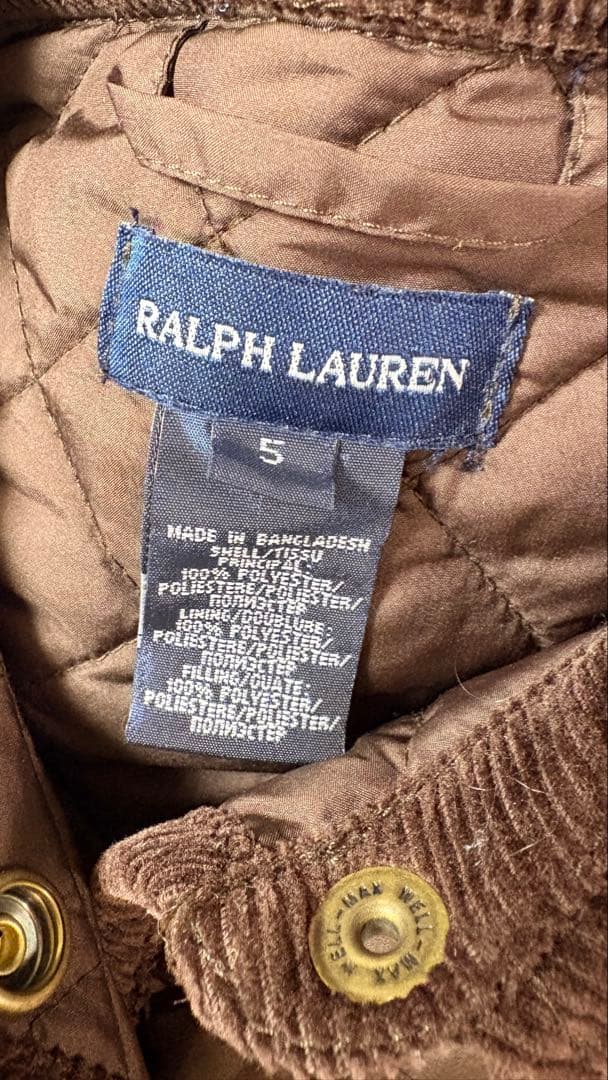 RALPH LAUREN
5
MADE IN BANGLADESH
SHELL/TISSU
PRINCIPAL:
100% POLYESTER/
POLIESTERE/POLIESTER/
ПОЛИЭСТЕР
LINING/DOUBLURE:
100% POLYESTER/
POLIESTERE/POLIESTER/
ПОЛИЭСТЕР
FILLING/OUATE:
100% POLYESTER/
POLIESTERE/POLIESTER/
ПОЛИЭСТЕР
WELL-MAX WELL-MAX